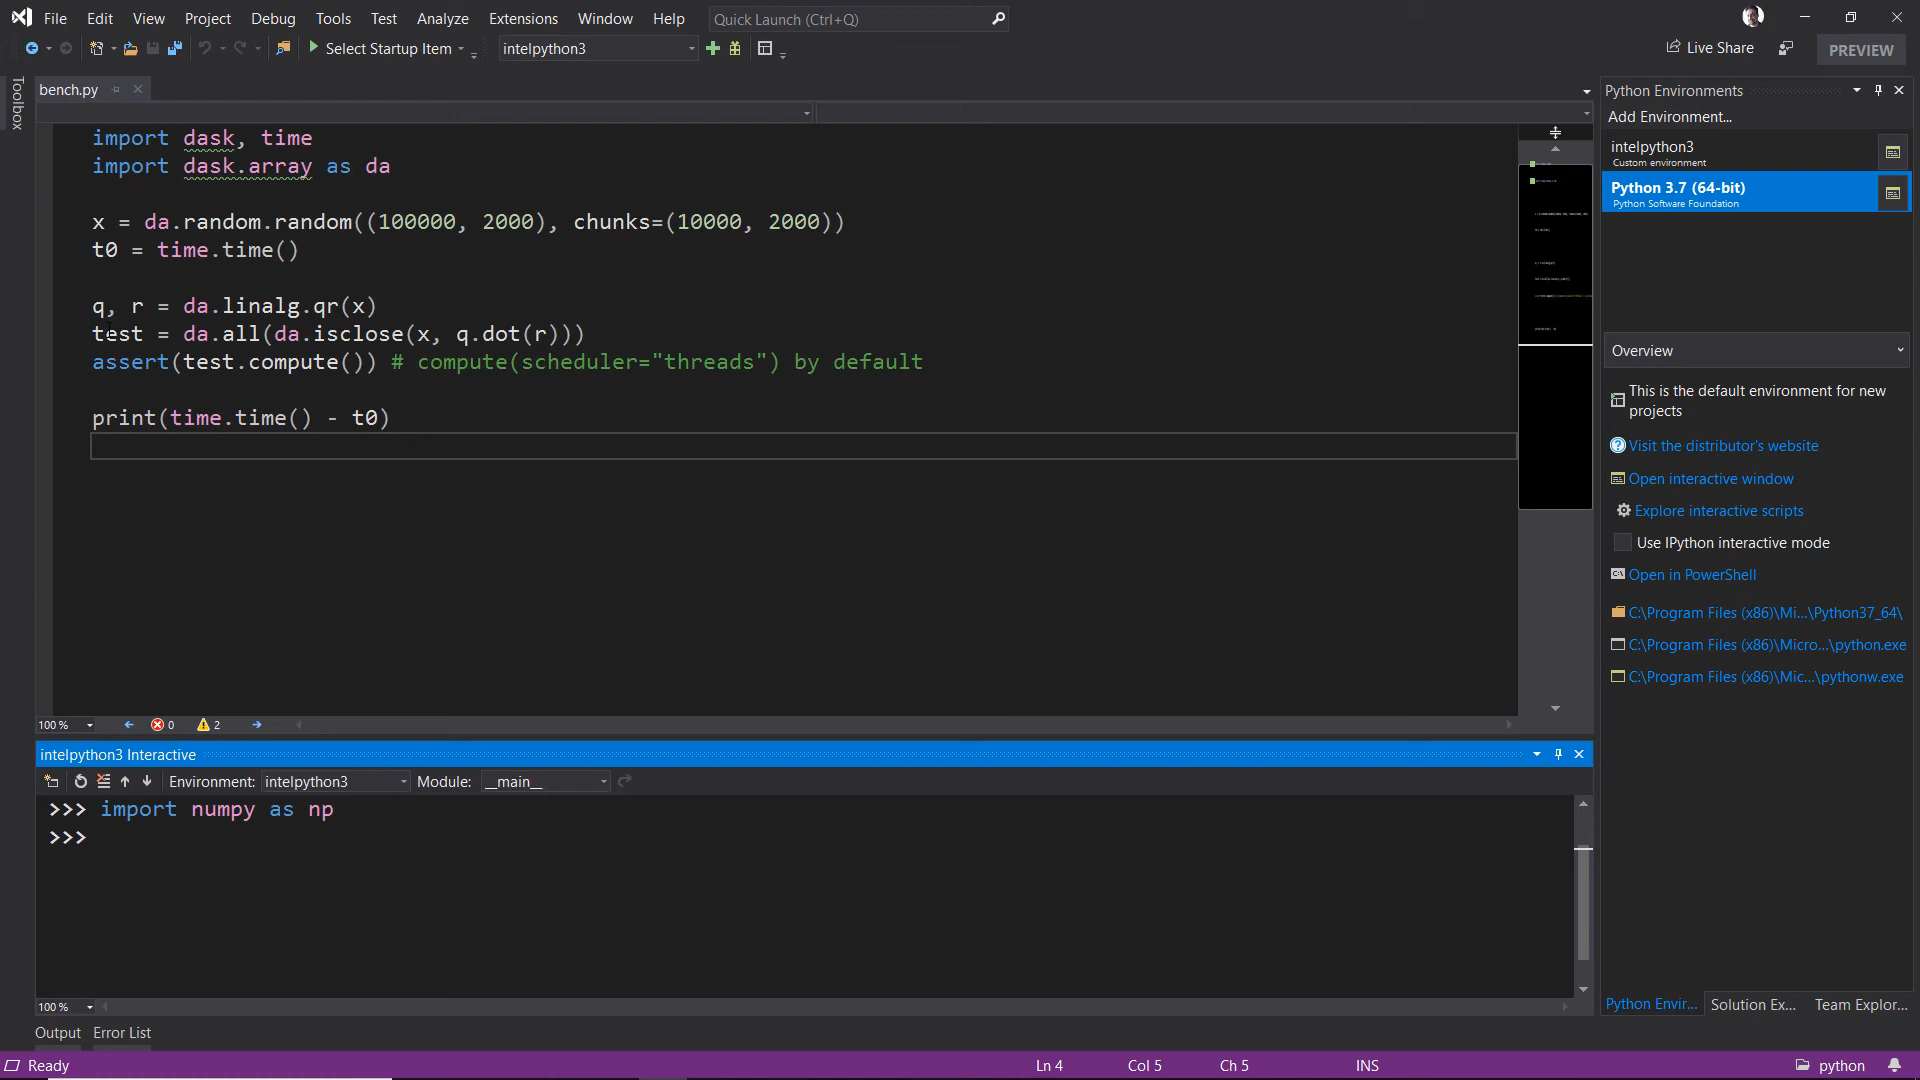 File Edit View Project Debug Tools Test Analyze Extensions Window Help Quick Launch (Ctrl+Q)
Select Startup Item intelpython3 Live Share PREVIEW
Toolbox
bench.py
import dask, time
import dask.array as da
x = da.random.random((100000, 2000), chunks=(10000, 2000))
t0 = time.time()
q, r = da.linalg.qr(x)
test = da.all(da.isclose(x, q.dot(r)))
assert(test.compute()) # compute(scheduler="threads") by default
print(time.time() - t0)
100 % 0 2
intelpython3 Interactive
Environment: intelpython3 Module: __main__
>>> import numpy as np
>>>
100 %
Output Error List
Python Environments
Add Environment...
intelpython3
Custom environment
Python 3.7 (64-bit)
Python Software Foundation
Overview
This is the default environment for new
projects
Visit the distributor's website
Open interactive window
Explore interactive scripts
Use IPython interactive mode
Open in PowerShell
C:\Program Files (x86)\Mi...\Python37_64\
C:\Program Files (x86)\Micro...\python.exe
C:\Program Files (x86)\Mic...\pythonw.exe
Python Envir... Solution Ex... Team Explor...
Ready Ln 4 Col 5 Ch 5 INS python